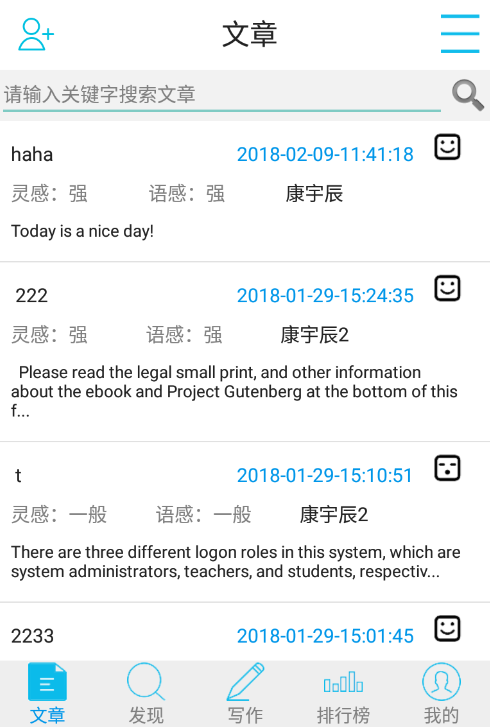 文章
请输入关键字搜索文章
haha 2018-02-09-11:41:18
灵感：强 语感：强 康宇辰
Today is a nice day!
222 2018-01-29-15:24:35
灵感：强 语感：强 康宇辰2
Please read the legal small print, and other information
about the ebook and Project Gutenberg at the bottom of this
f...
t 2018-01-29-15:10:51
灵感：一般 语感：一般 康宇辰2
There are three different logon roles in this system, which are
system administrators, teachers, and students, respectiv...
2233 2018-01-29-15:01:45
文章 发现 写作 排行榜 我的